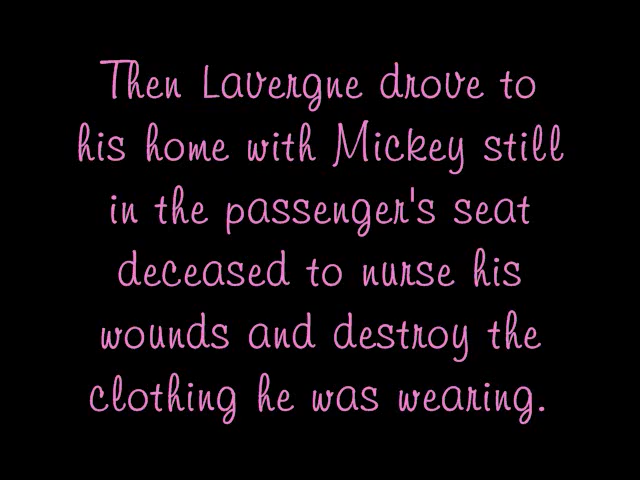 Then Lavergne drove to
his home with Mickey still
in the passenger's seat
deceased to nurse his
wounds and destroy the
clothing he was wearing.